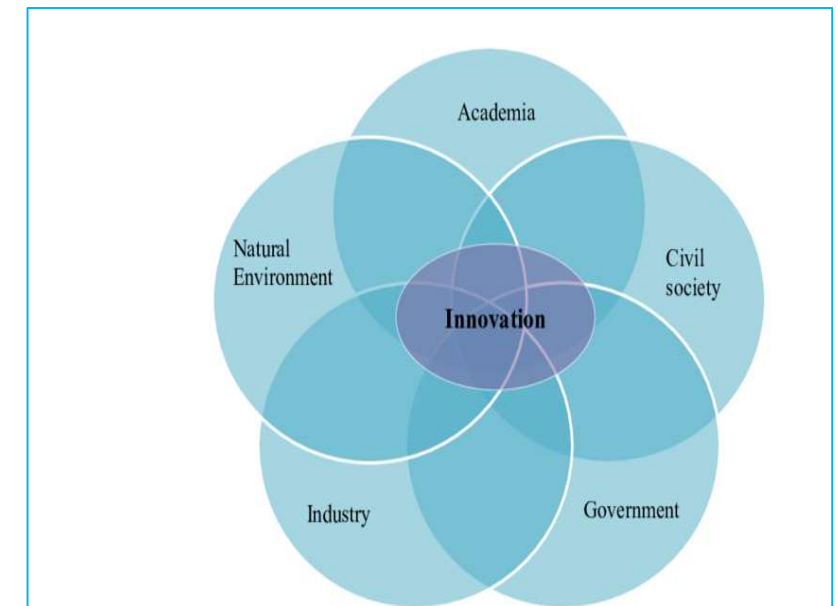 Academia
Natural
Environment
Civil
society
Innovation
Industry
Government